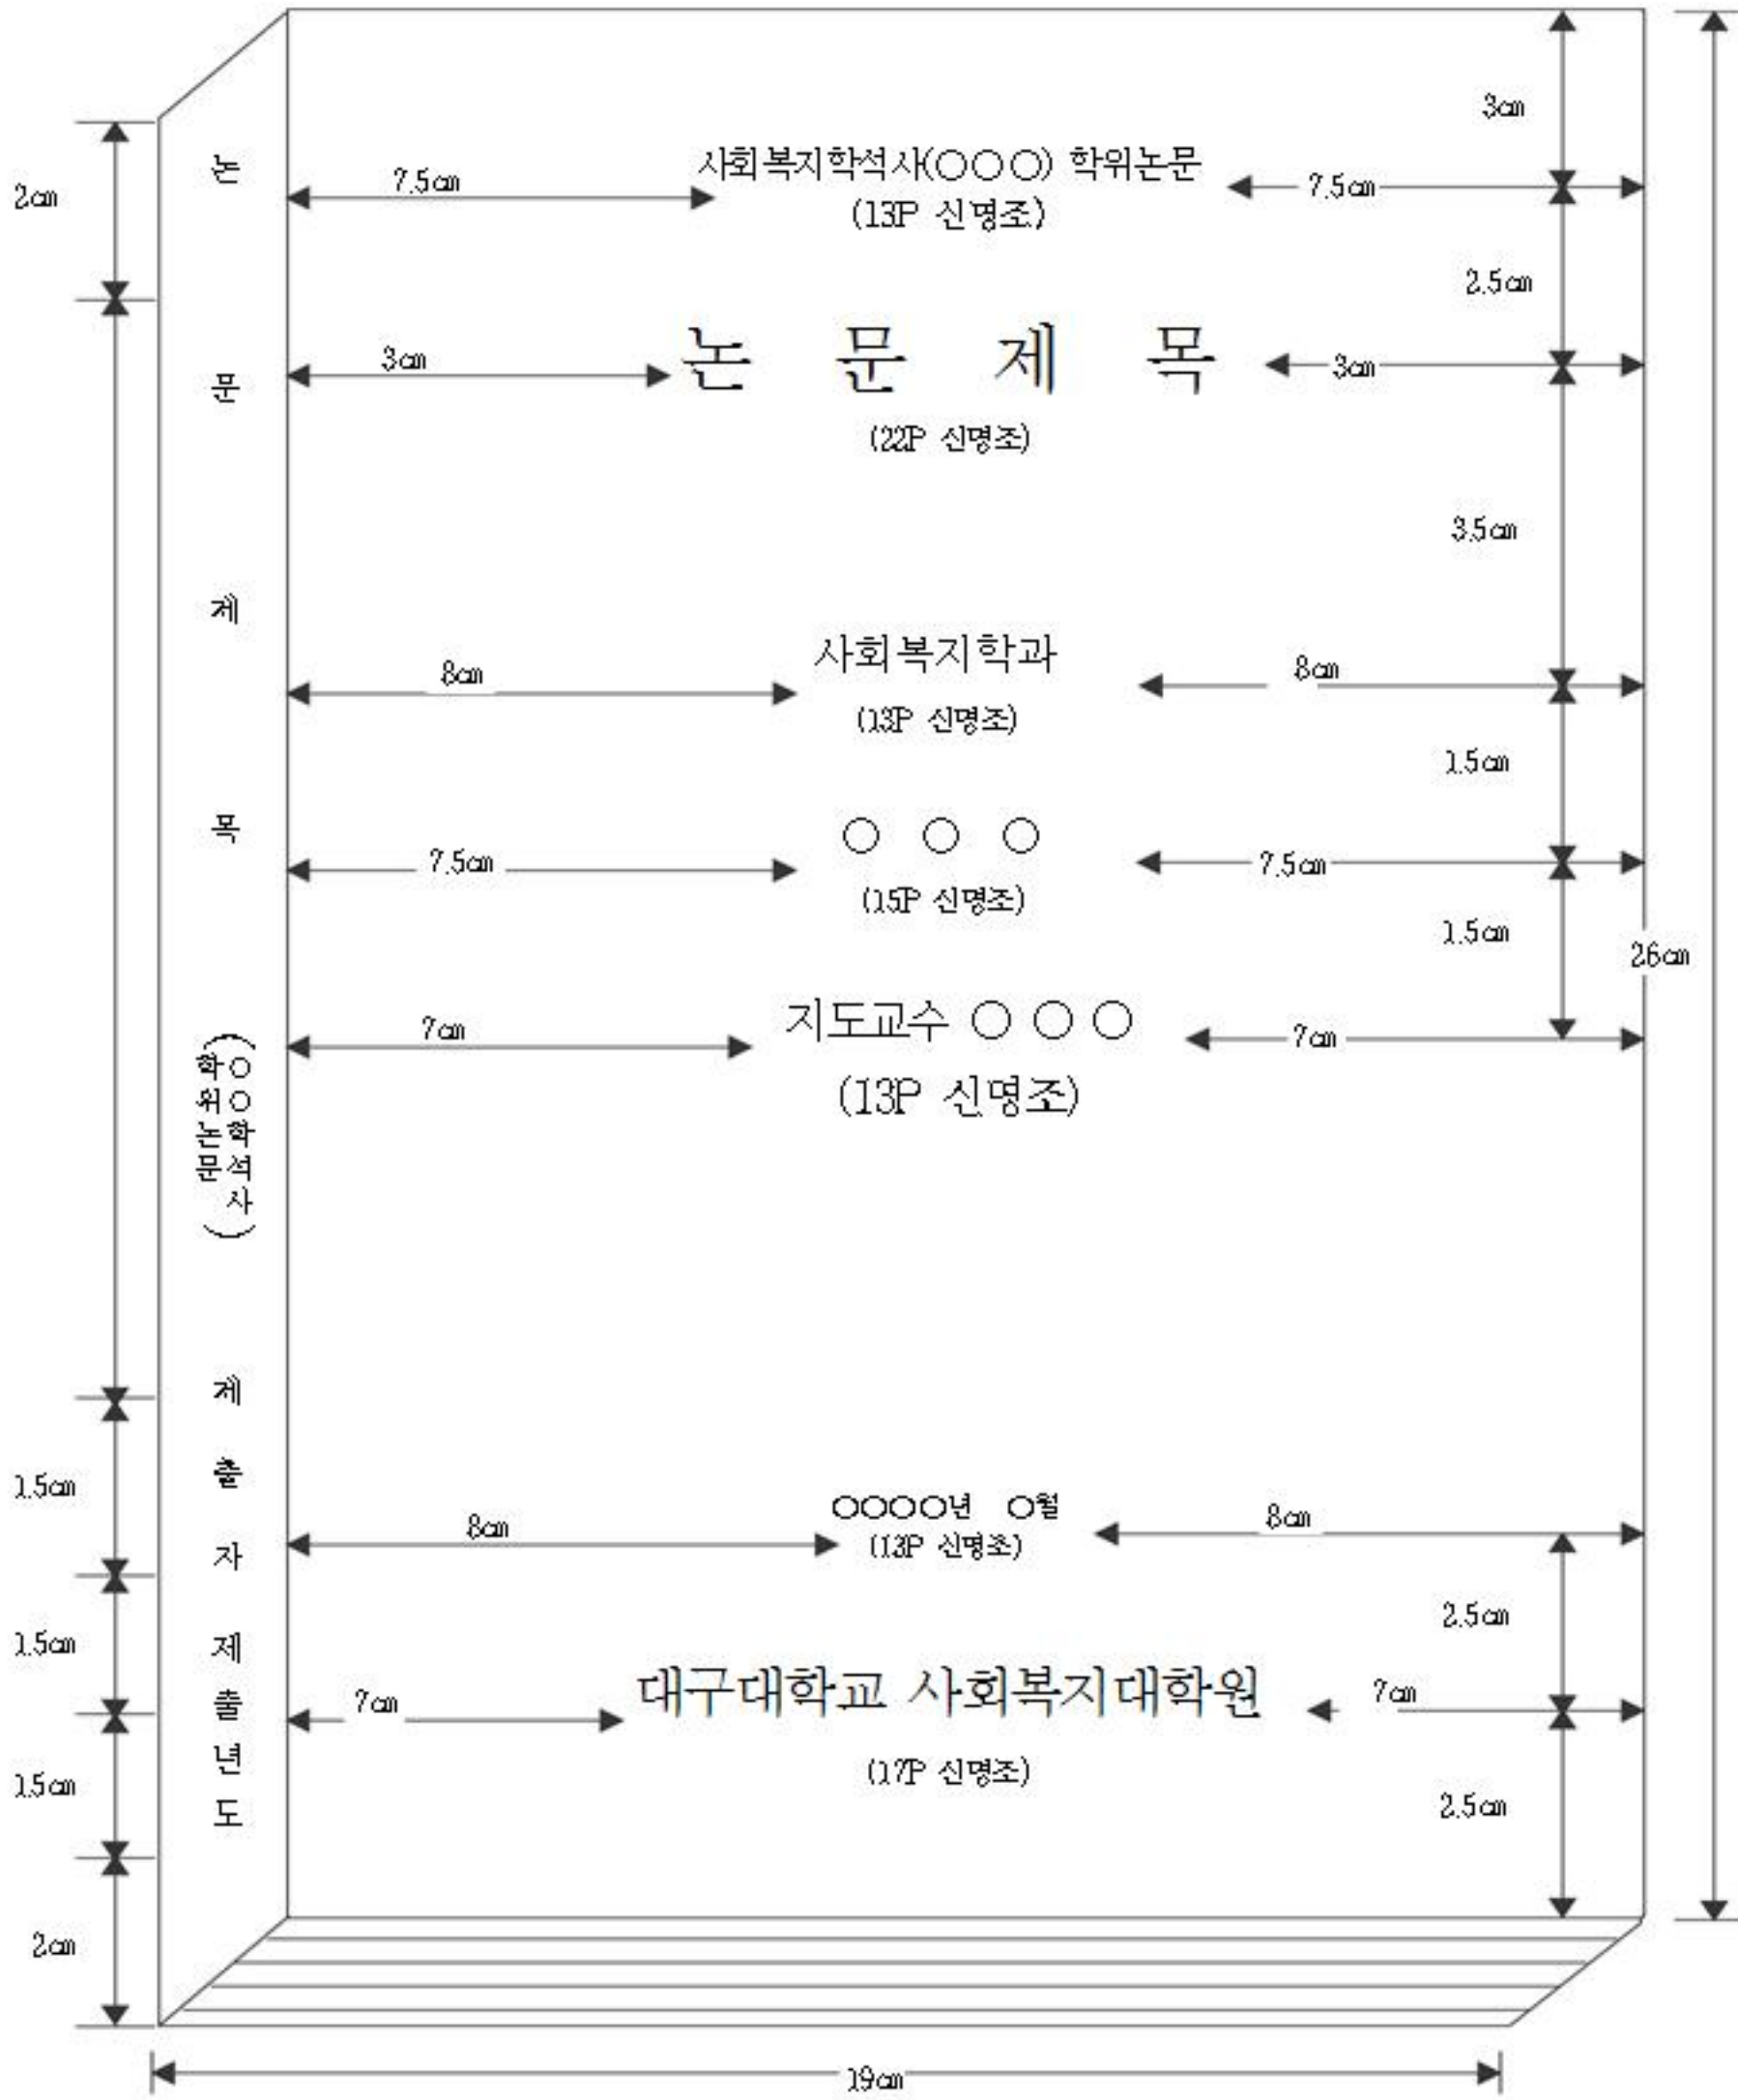 3㎝
사회복지학석사(○○○) 학위논문
7.5㎝
7.5㎝
(13P 신명조)
2㎝
2.5㎝
논 문 제 목
3㎝
3㎝
(22P 신명조)
3.5㎝
사회복지학과
8㎝
8㎝
(13P 신명조)
1.5㎝
○ ○ ○
7.5㎝
7.5㎝
(15P 신명조)
1.5㎝
26㎝
지도교수 ○ ○ ○
7㎝
7㎝
(13P 신명조)
○○○○년 ○월
8㎝
8㎝
(13P 신명조)
2.5㎝
대구대학교 사회복지대학원
7㎝
7㎝
(17P 신명조)
2.5㎝
논 문 제 목
(○○학석사
학위논문)
제 출 자
제출년도
1.5㎝
1.5㎝
1.5㎝
2㎝
19㎝